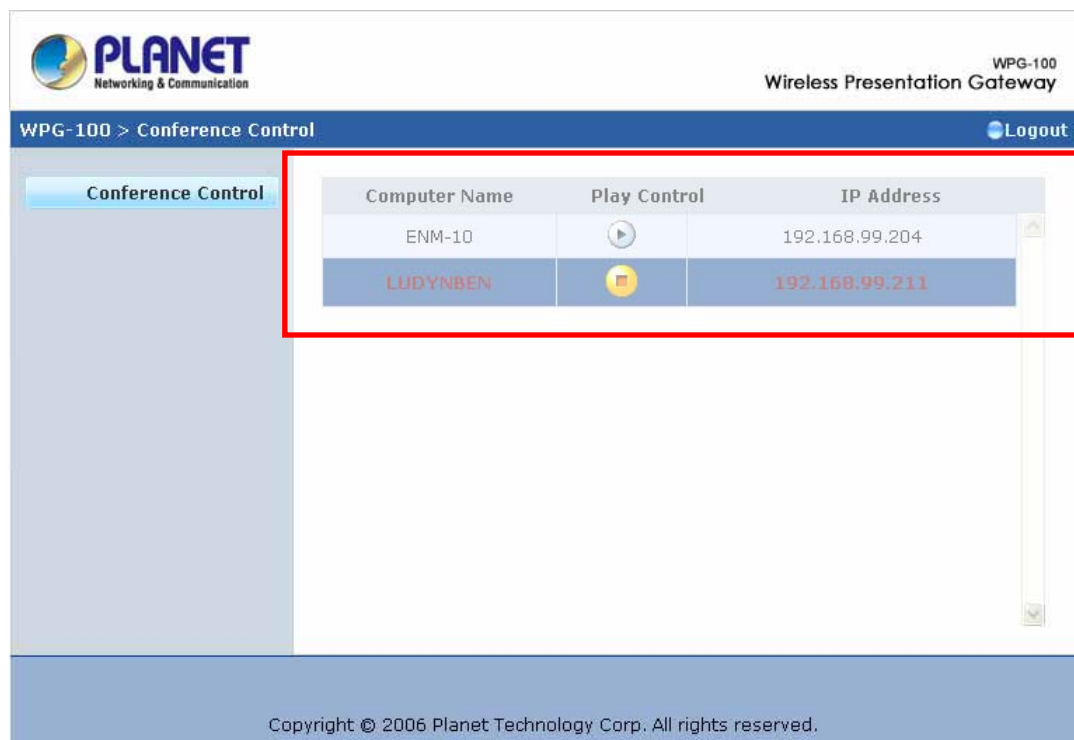 PLANET
Networking & Communication
WPG-100
Wireless Presentation Gateway
WPG-100 > Conference Control
Logout
Conference Control
Computer Name Play Control IP Address
ENM-10 192.168.99.204
LUDYNBEN 192.168.99.211
Copyright © 2006 Planet Technology Corp. All rights reserved.